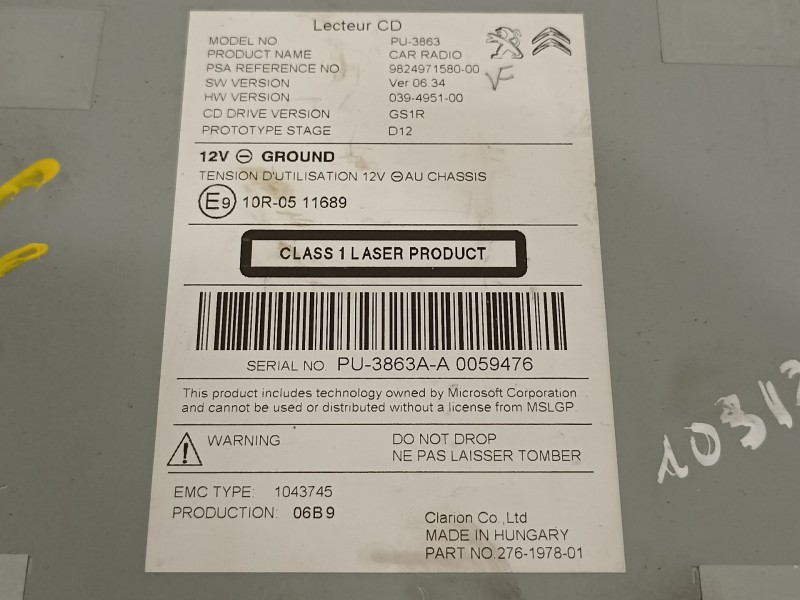 Lecteur CD
MODEL NO. PU-3863
PRODUCT NAME CAR RADIO
PSA REFERENCE NO 9824971580-00
SW VERSION Ver 06.34
HW VERSION 039-4951-00
CD DRIVE VERSION GS1R
PROTOTYPE STAGE D12
VF
12V ⊖ GROUND
TENSION D'UTILISATION 12V ⊖ AU CHASSIS
E9 10R-05 11689
CLASS 1 LASER PRODUCT
SERIAL NO PU-3863A-A 0059476
This product includes technology owned by Microsoft Corporation
and cannot be used or distributed without a license from MSLGP.
WARNING DO NOT DROP
NE PAS LAISSER TOMBER
EMC TYPE: 1043745
PRODUCTION: 06B9
Clarion Co.,Ltd
MADE IN HUNGARY
PART NO.276-1978-01